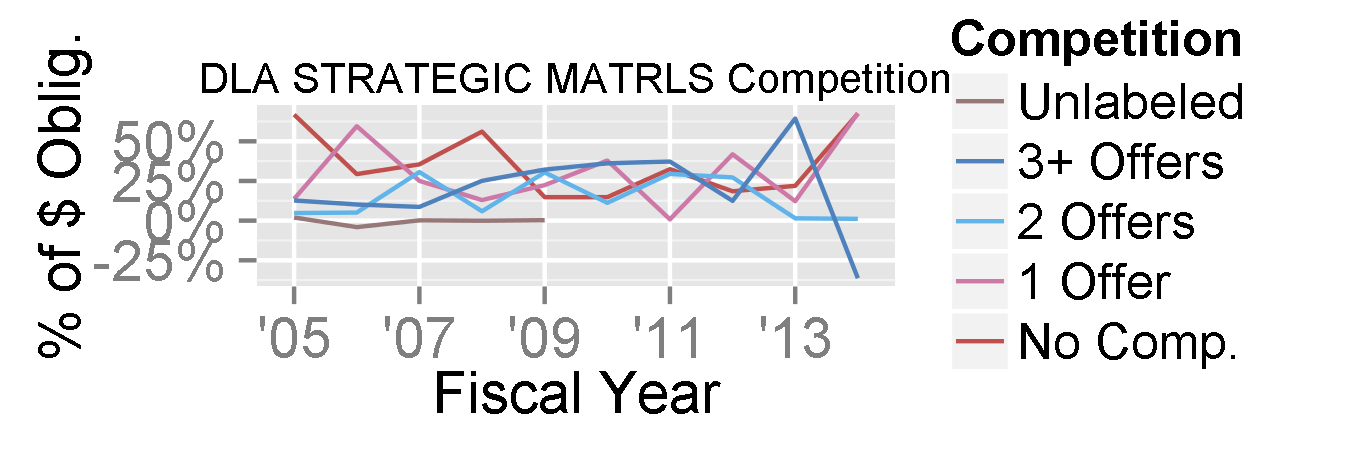 DLA STRATEGIC MATRLS Competition
% of $ Oblig.
50%
25%
0%
-25%
'05 '07 '09 '11 '13
Fiscal Year
Competition
Unlabeled
3+ Offers
2 Offers
1 Offer
No Comp.